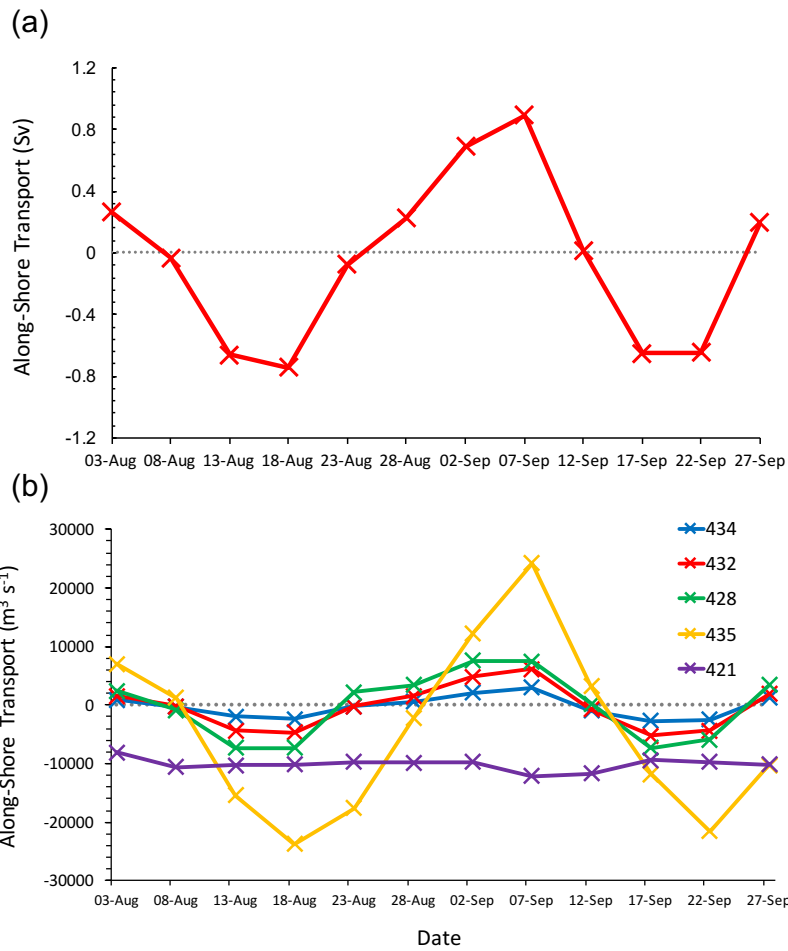 (a)
Along-Shore Transport (Sv)
1.2
0.8
0.4
0
-0.4
-0.8
-1.2
03-Aug 08-Aug 13-Aug 18-Aug 23-Aug 28-Aug 02-Sep 07-Sep 12-Sep 17-Sep 22-Sep 27-Sep
(b)
Along-Shore Transport (m³ s⁻¹)
30000
20000
10000
0
-10000
-20000
-30000
434
432
428
435
421
03-Aug 08-Aug 13-Aug 18-Aug 23-Aug 28-Aug 02-Sep 07-Sep 12-Sep 17-Sep 22-Sep 27-Sep
Date